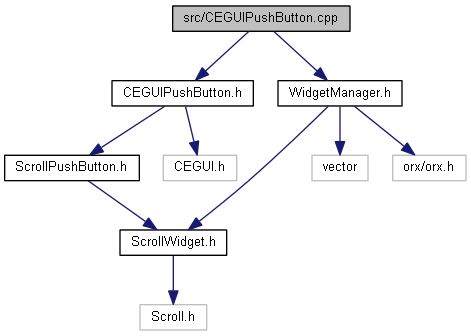 src/CEGUIPushButton.cpp
CEGUIPushButton.h
WidgetManager.h
ScrollPushButton.h
CEGUI.h
vector
orx/orx.h
ScrollWidget.h
Scroll.h